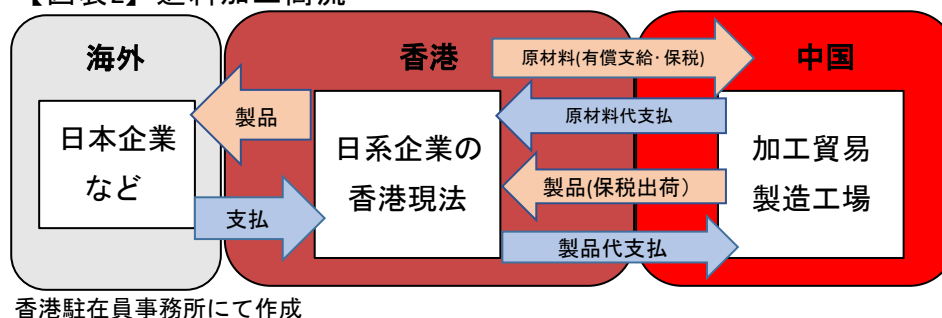 【図表2】進料加工商流
海外
香港
中国
原材料(有償支給・保税)
製品
原材料代支払
日本企業
など
日系企業の
香港現法
加工貿易
製造工場
製品(保税出荷）
支払
製品代支払
香港駐在員事務所にて作成